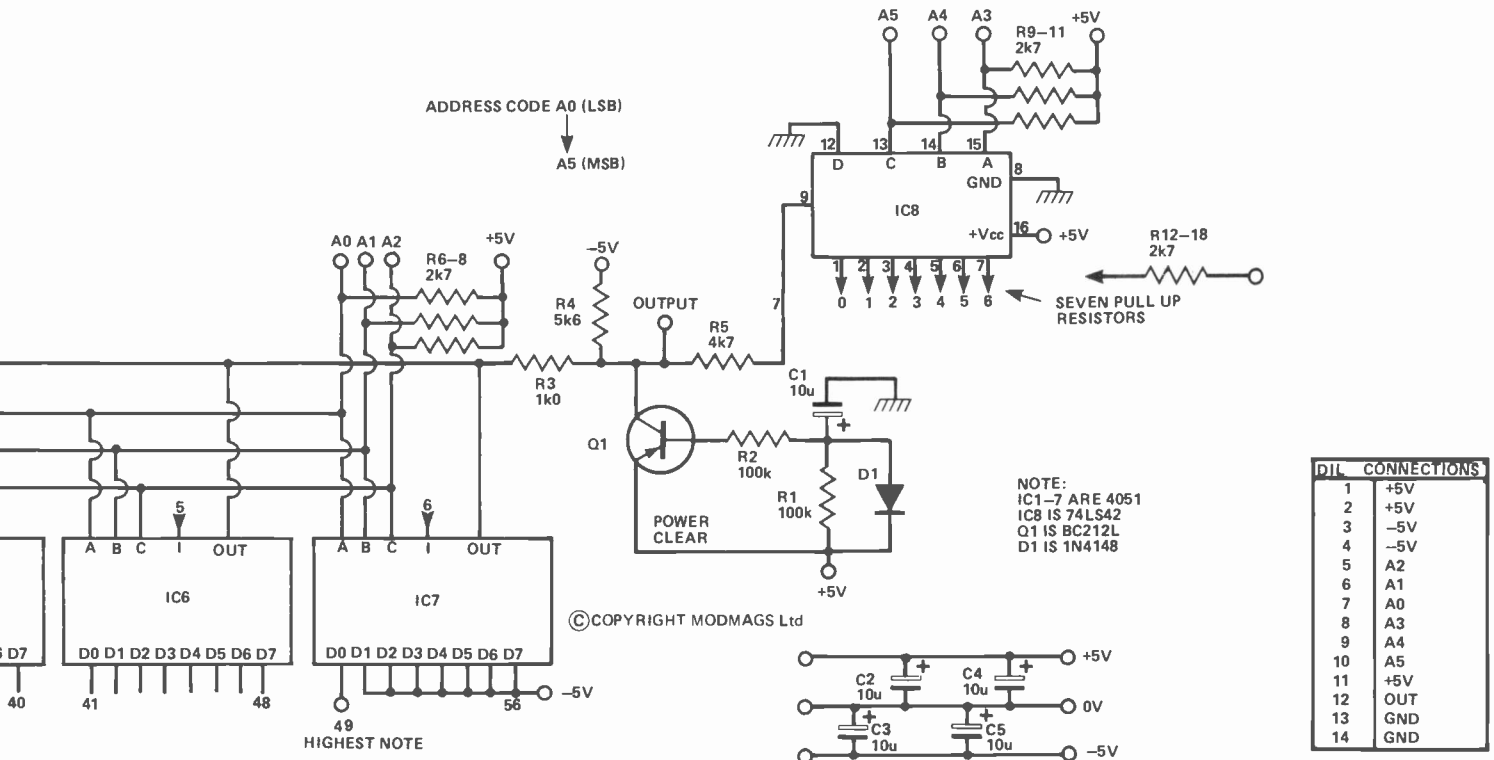 A5 A4 A3 +5V
R9–11
2k7
ADDRESS CODE A0 (LSB)
A5 (MSB)
12 13 14 15
D C B A
GND 8
9
IC8
+Vcc 16 +5V
1 2 3 4 5 6 7
0 1 2 3 4 5 6
R12–18
2k7
SEVEN PULL UP
RESISTORS
A0 A1 A2 +5V
R6–8
2k7
–5V
R4
5k6
OUTPUT
R5
4k7
7
R3
1k0
C1
10u
+
Q1
R2
100k
R1
100k
D1
POWER
CLEAR
+5V
NOTE:
IC1–7 ARE 4051
IC8 IS 74LS42
Q1 IS BC212L
D1 IS 1N4148
5
A B C I OUT
IC6
D0 D1 D2 D3 D4 D5 D6 D7
41 48
6
A B C I OUT
IC7
D0 D1 D2 D3 D4 D5 D6 D7
–5V
49 56
HIGHEST NOTE
D7
40
©COPYRIGHT MODMAGS Ltd
+5V
C2
10u
+
C4
10u
+
0V
C3
10u
+
C5
10u
+
–5V
DIL CONNECTIONS
1 +5V
2 +5V
3 –5V
4 –5V
5 A2
6 A1
7 A0
8 A3
9 A4
10 A5
11 +5V
12 OUT
13 GND
14 GND